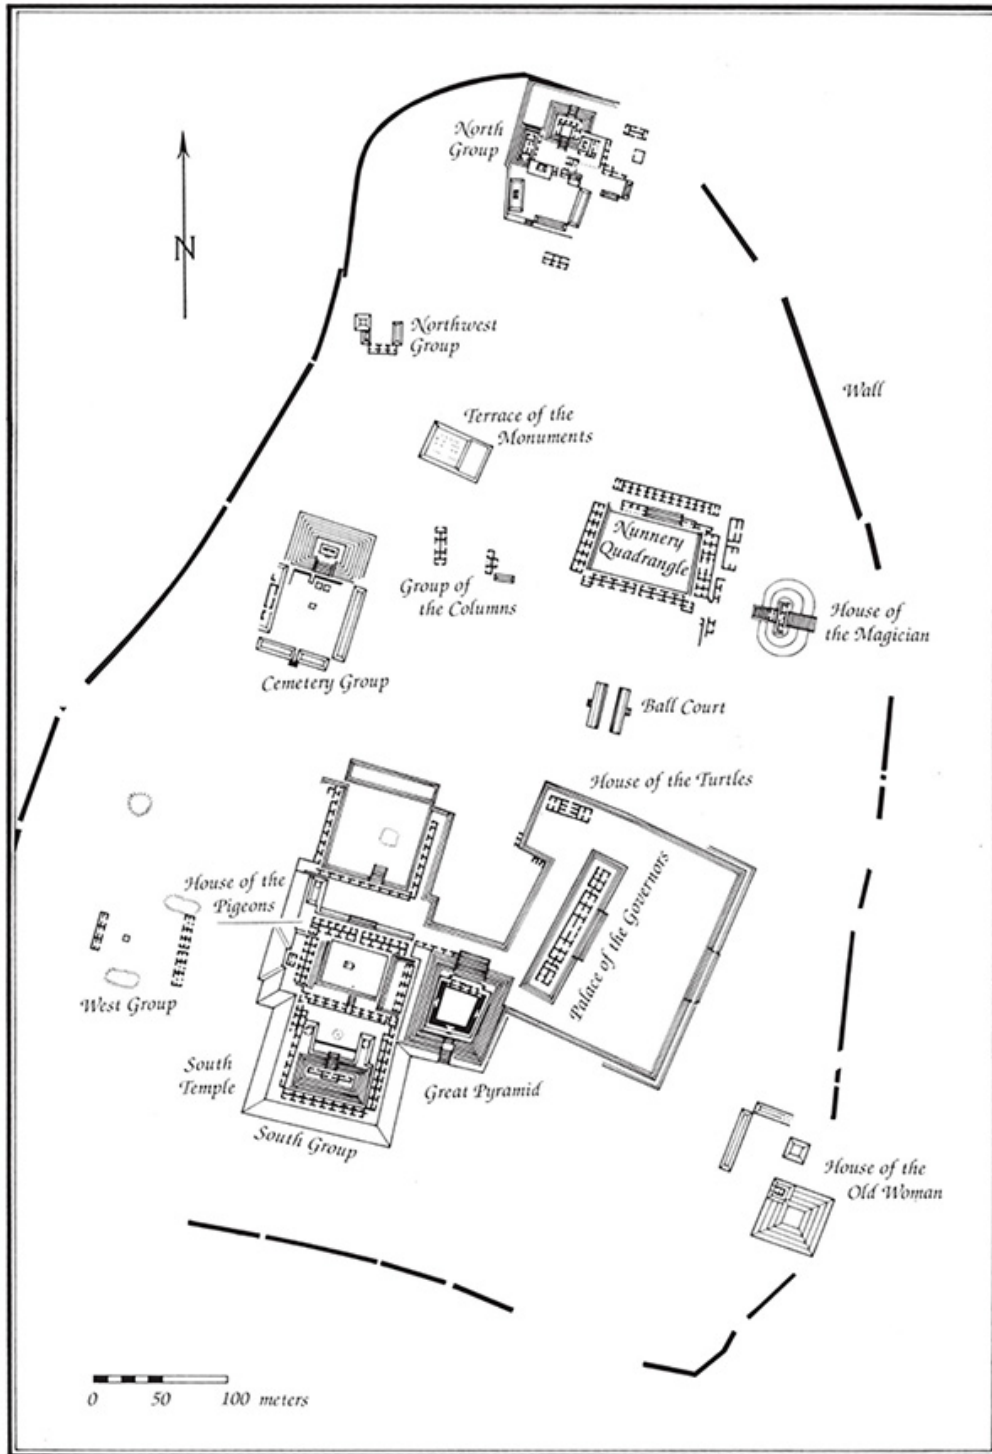 North
Group
N
Northwest
Group
Wall
Terrace of the
Monuments
Nunnery
Quadrangle
Group of
the Columns
House of
the Magician
Cemetery Group
Ball Court
House of the Turtles
House of the
Pigeons
Palace of the Governors
West Group
South
Temple
Great Pyramid
South Group
House of the
Old Woman
0 50 100 meters